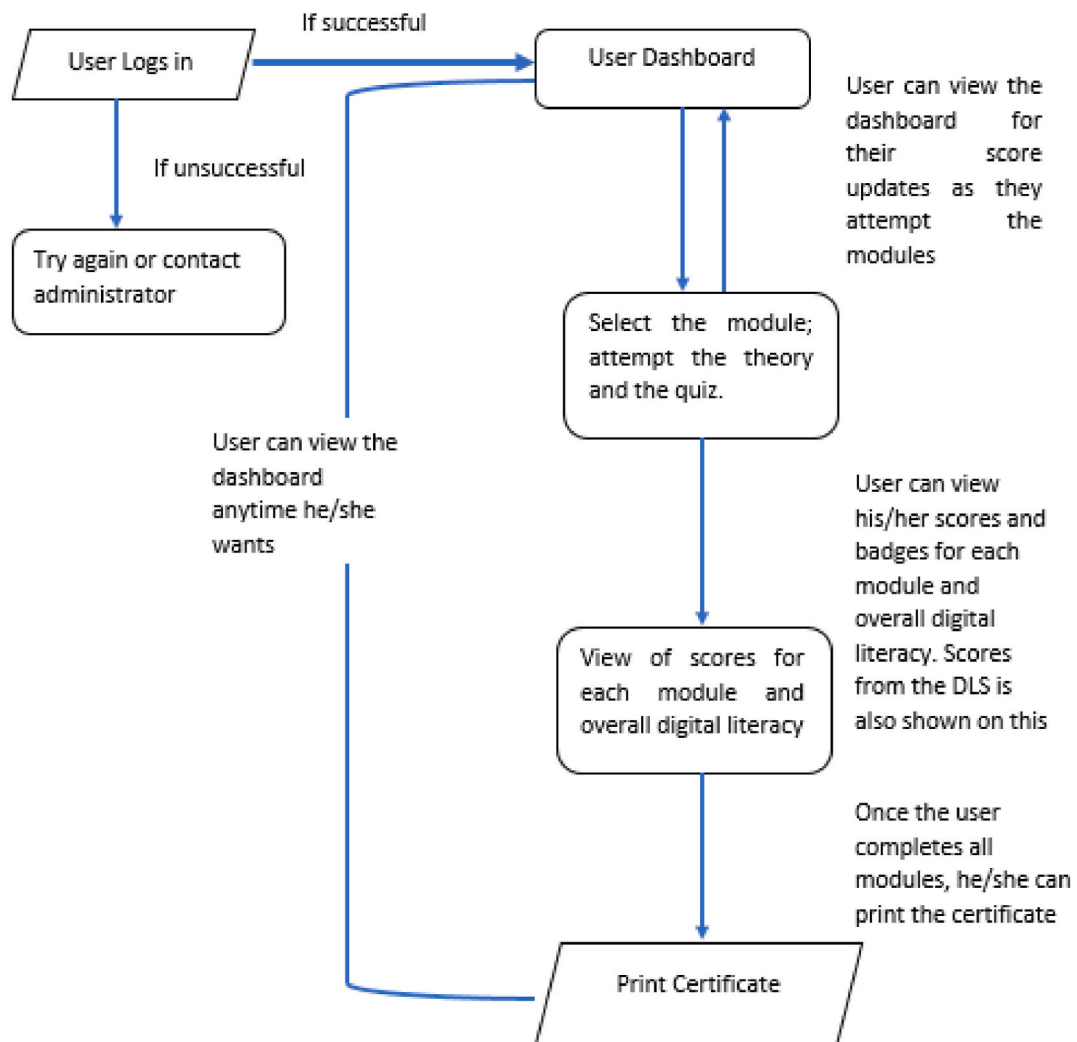 If successful
User Logs in
User Dashboard
User can view the
dashboard for
their score
updates as they
attempt the
modules
If unsuccessful
Try again or contact
administrator
Select the module;
attempt the theory
and the quiz.
User can view the
dashboard
anytime he/she
wants
User can view
his/her scores and
badges for each
module and
overall digital
literacy. Scores
from the DLS is
also shown on this
View of scores for
each module and
overall digital literacy
Once the user
completes all
modules, he/she can
print the certificate
Print Certificate